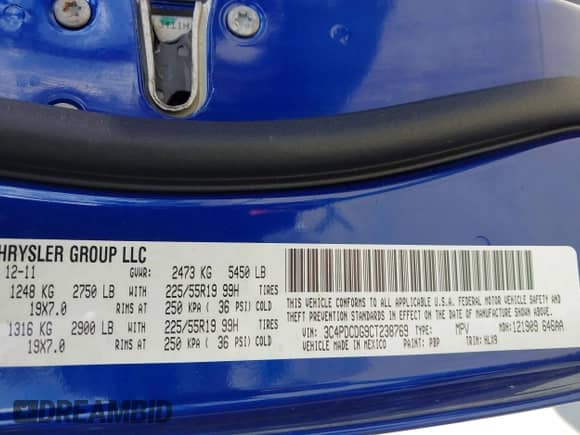 HRYSLER GROUP LLC
12-11 GVWR: 2473 KG 5450 LB
1248 KG 2750 LB WITH 225/55R19 99H TIRES
19X7.0 RIMS AT 250 KPA ( 36 PSI) COLD
1316 KG 2900 LB WITH 225/55R19 99H TIRES
19X7.0 RIMS AT 250 KPA ( 36 PSI) COLD
THIS VEHICLE CONFORMS TO ALL APPLICABLE U.S.A. FEDERAL MOTOR VEHICLE SAFETY AND
THEFT PREVENTION STANDARDS IN EFFECT ON THE DATE OF MANUFACTURE SHOWN ABOVE.
VIN: 3C4PDCDG9CT230769 TYPE: MPV MDH: 121909 646AA
VEHICLE MADE IN MEXICO PAINT: PBP TRIM: HLX9
DREAMBID